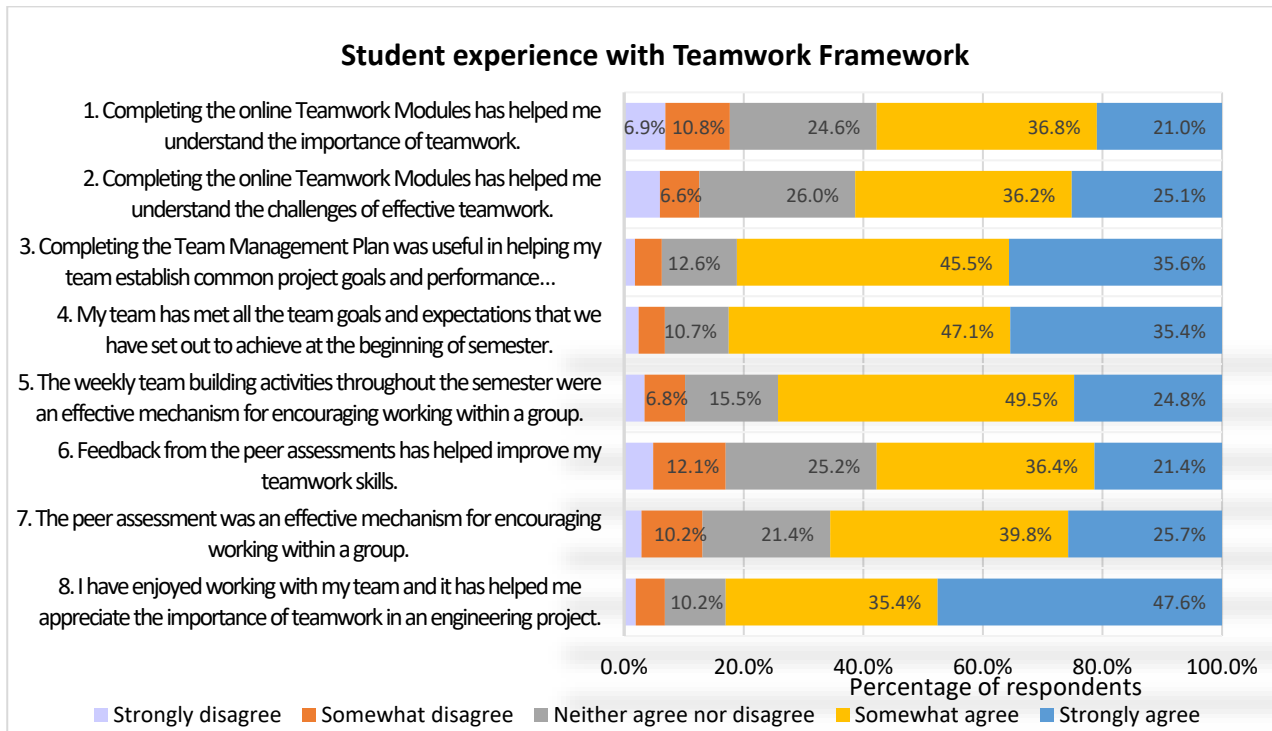 Student experience with Teamwork Framework
1. Completing the online Teamwork Modules has helped me
understand the importance of teamwork.
6.9% 10.8% 24.6% 36.8% 21.0%
2. Completing the online Teamwork Modules has helped me
understand the challenges of effective teamwork.
6.6% 26.0% 36.2% 25.1%
3. Completing the Team Management Plan was useful in helping my
team establish common project goals and performance...
12.6% 45.5% 35.6%
4. My team has met all the team goals and expectations that we
have set out to achieve at the beginning of semester.
10.7% 47.1% 35.4%
5. The weekly team building activities throughout the semester were
an effective mechanism for encouraging working within a group.
6.8% 15.5% 49.5% 24.8%
6. Feedback from the peer assessments has helped improve my
teamwork skills.
12.1% 25.2% 36.4% 21.4%
7. The peer assessment was an effective mechanism for encouraging
working within a group.
10.2% 21.4% 39.8% 25.7%
8. I have enjoyed working with my team and it has helped me
appreciate the importance of teamwork in an engineering project.
10.2% 35.4% 47.6%
0.0% 20.0% 40.0% 60.0% 80.0% 100.0%
Percentage of respondents
Strongly disagree Somewhat disagree Neither agree nor disagree Somewhat agree Strongly agree